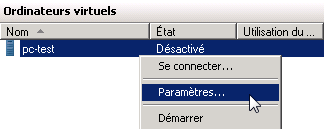 Ordinateurs virtuels
Nom État Utilisation du ...
pc-test Désactivé
Se connecter...
Paramètres...
Démarrer